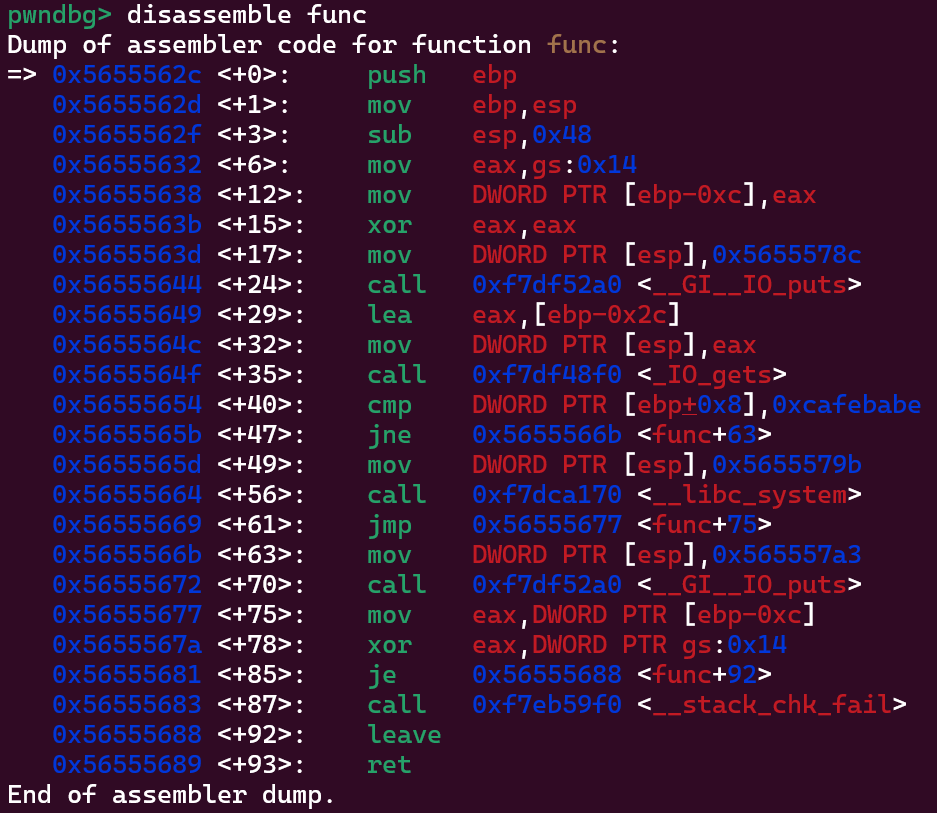 pwndbg> disassemble func
Dump of assembler code for function func:
=> 0x5655562c <+0>:     push   ebp
   0x5655562d <+1>:     mov    ebp,esp
   0x5655562f <+3>:     sub    esp,0x48
   0x56555632 <+6>:     mov    eax,gs:0x14
   0x56555638 <+12>:    mov    DWORD PTR [ebp-0xc],eax
   0x5655563b <+15>:    xor    eax,eax
   0x5655563d <+17>:    mov    DWORD PTR [esp],0x5655578c
   0x56555644 <+24>:    call   0xf7df52a0 <__GI__IO_puts>
   0x56555649 <+29>:    lea    eax,[ebp-0x2c]
   0x5655564c <+32>:    mov    DWORD PTR [esp],eax
   0x5655564f <+35>:    call   0xf7df48f0 <_IO_gets>
   0x56555654 <+40>:    cmp    DWORD PTR [ebp+0x8],0xcafebabe
   0x5655565b <+47>:    jne    0x5655566b <func+63>
   0x5655565d <+49>:    mov    DWORD PTR [esp],0x5655579b
   0x56555664 <+56>:    call   0xf7dca170 <__libc_system>
   0x56555669 <+61>:    jmp    0x56555677 <func+75>
   0x5655566b <+63>:    mov    DWORD PTR [esp],0x565557a3
   0x56555672 <+70>:    call   0xf7df52a0 <__GI__IO_puts>
   0x56555677 <+75>:    mov    eax,DWORD PTR [ebp-0xc]
   0x5655567a <+78>:    xor    eax,DWORD PTR gs:0x14
   0x56555681 <+85>:    je     0x56555688 <func+92>
   0x56555683 <+87>:    call   0xf7eb59f0 <__stack_chk_fail>
   0x56555688 <+92>:    leave
   0x56555689 <+93>:    ret
End of assembler dump.